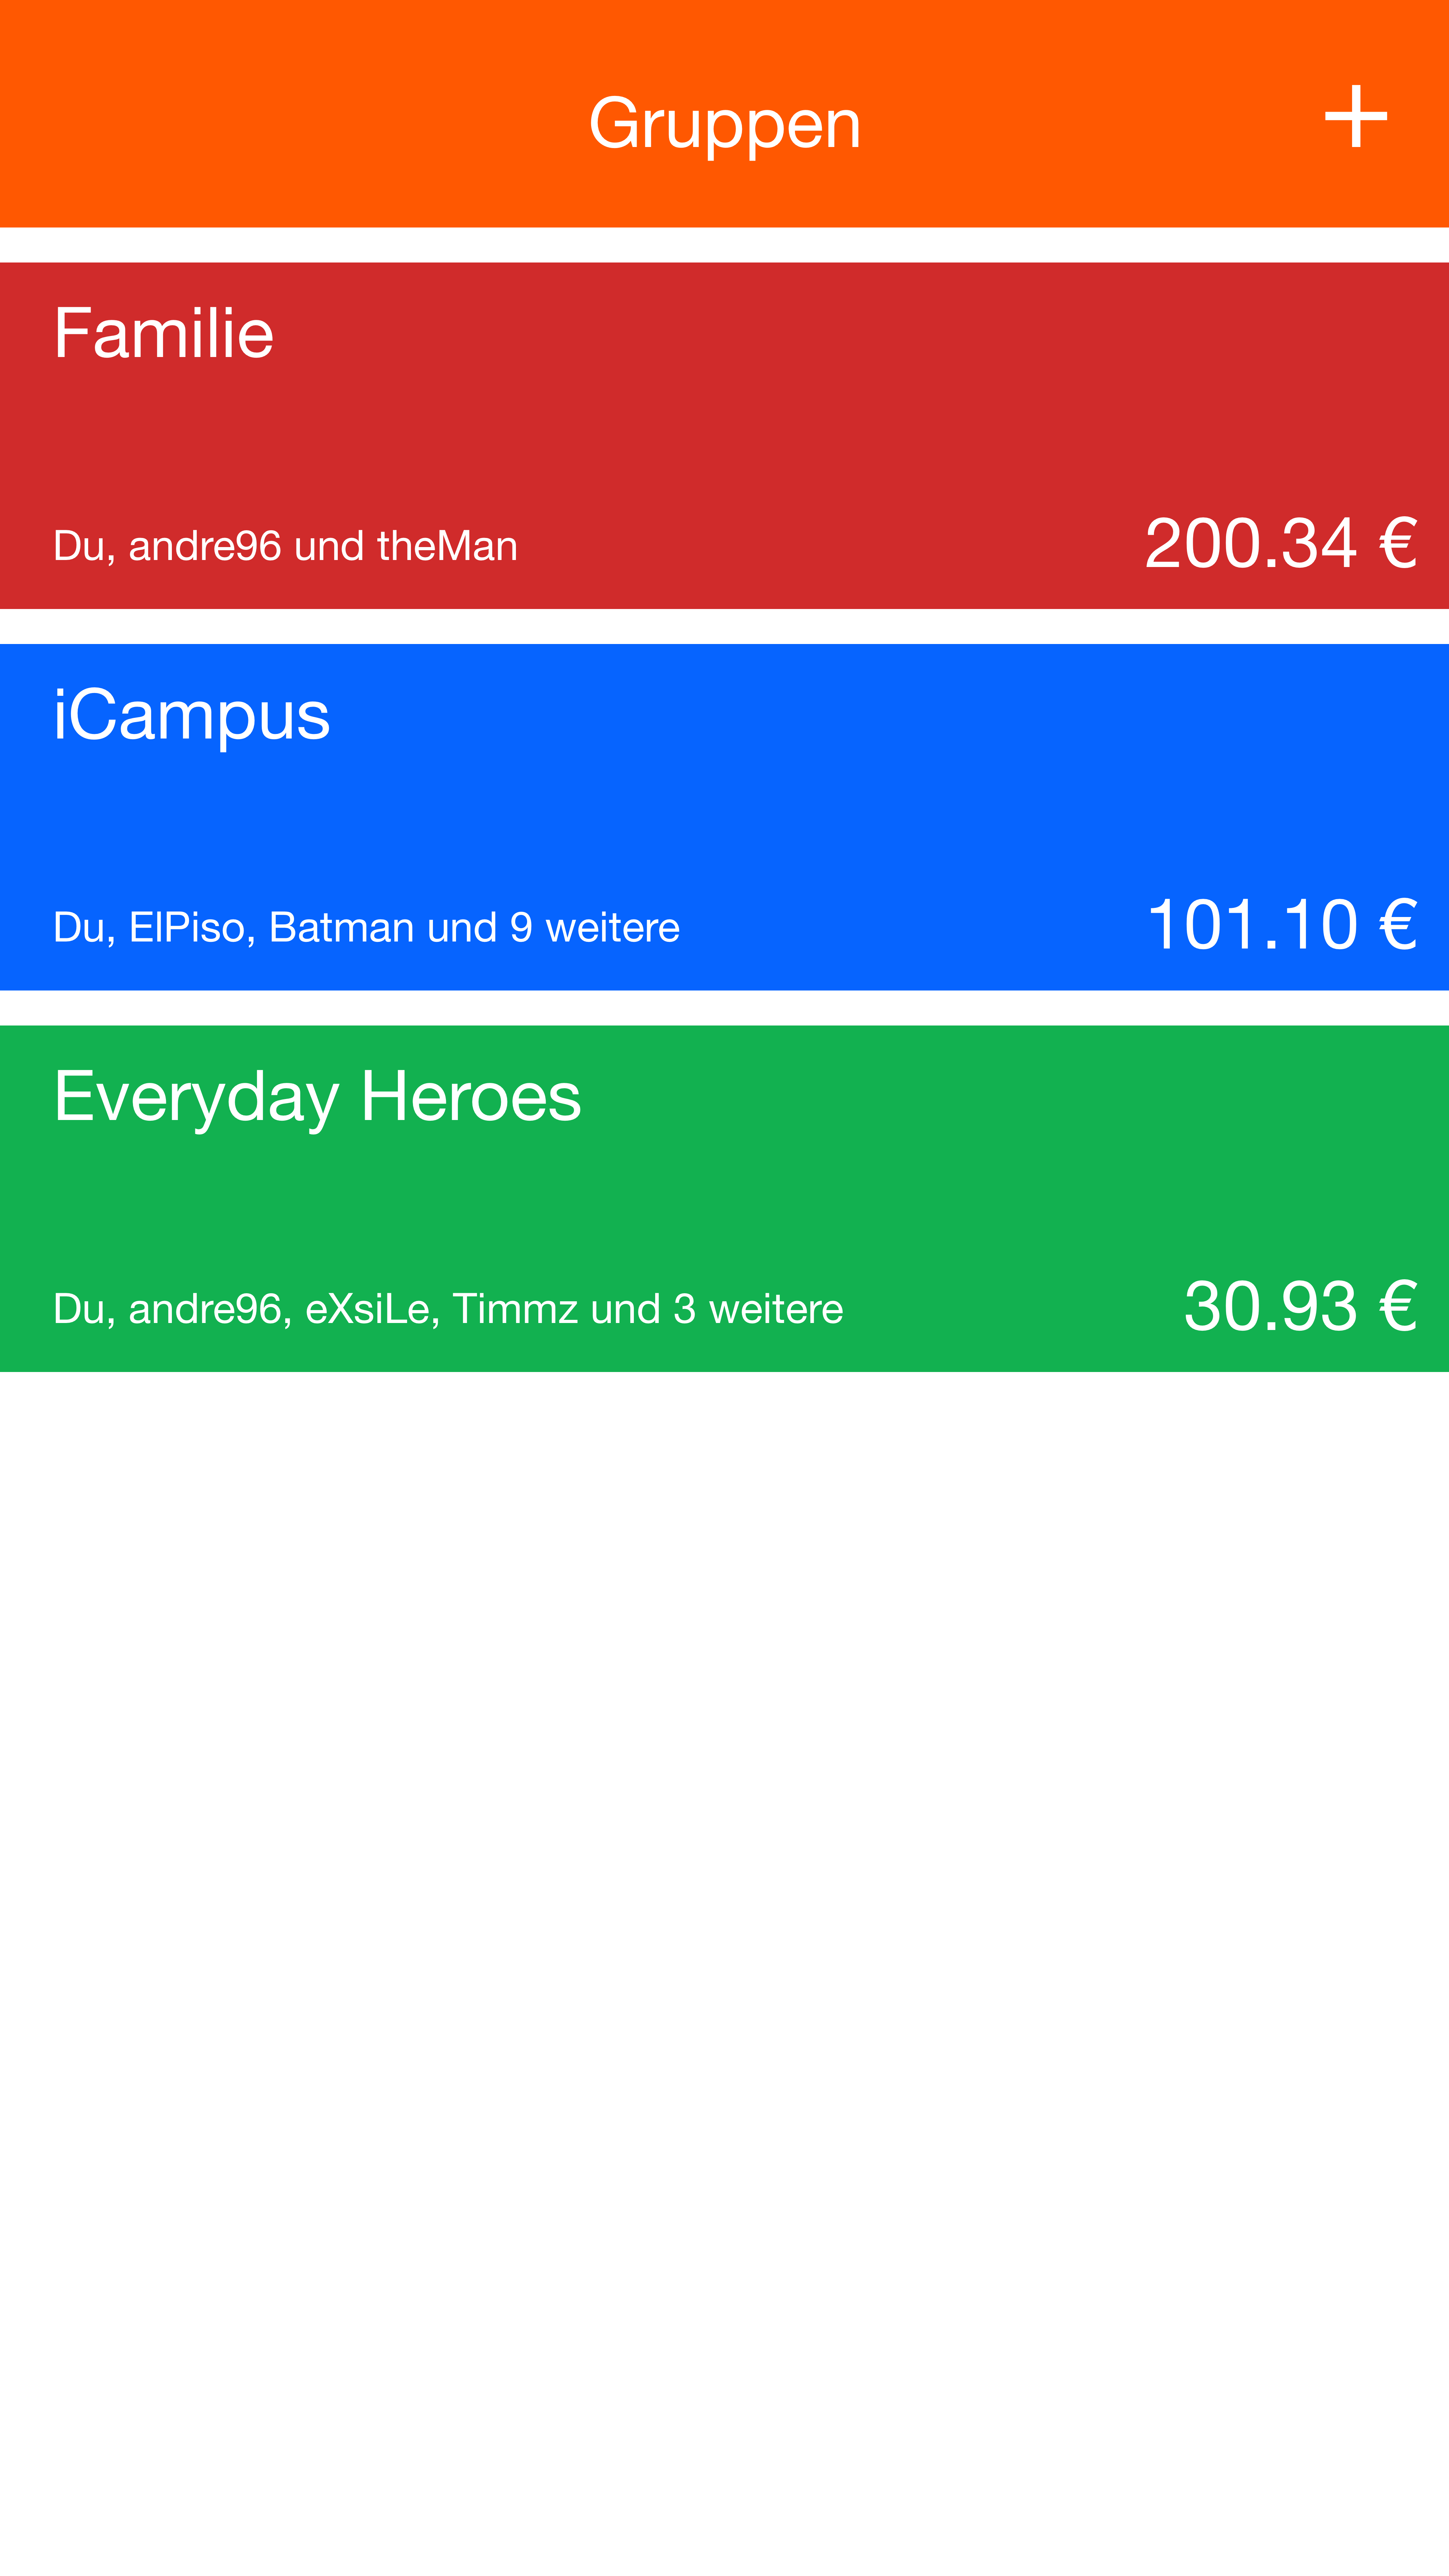 Gruppen +
Familie
Du, andre96 und theMan 200.34 €
iCampus
Du, ElPiso, Batman und 9 weitere 101.10 €
Everyday Heroes
Du, andre96, eXsiLe, Timmz und 3 weitere 30.93 €